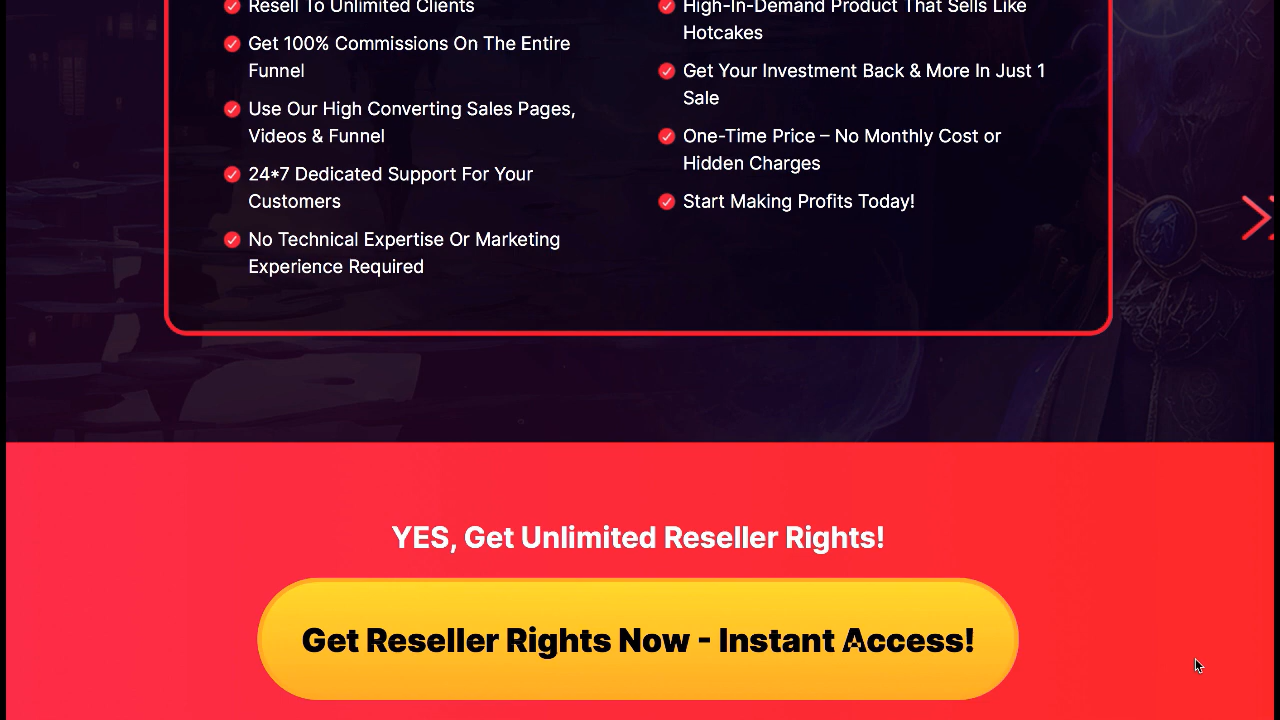 Resell To Unlimited Clients
Get 100% Commissions On The Entire
Funnel
Use Our High Converting Sales Pages,
Videos & Funnel
24*7 Dedicated Support For Your
Customers
No Technical Expertise Or Marketing
Experience Required
High-In-Demand Product That Sells Like
Hotcakes
Get Your Investment Back & More In Just 1
Sale
One-Time Price – No Monthly Cost or
Hidden Charges
Start Making Profits Today!
YES, Get Unlimited Reseller Rights!
Get Reseller Rights Now - Instant Access!